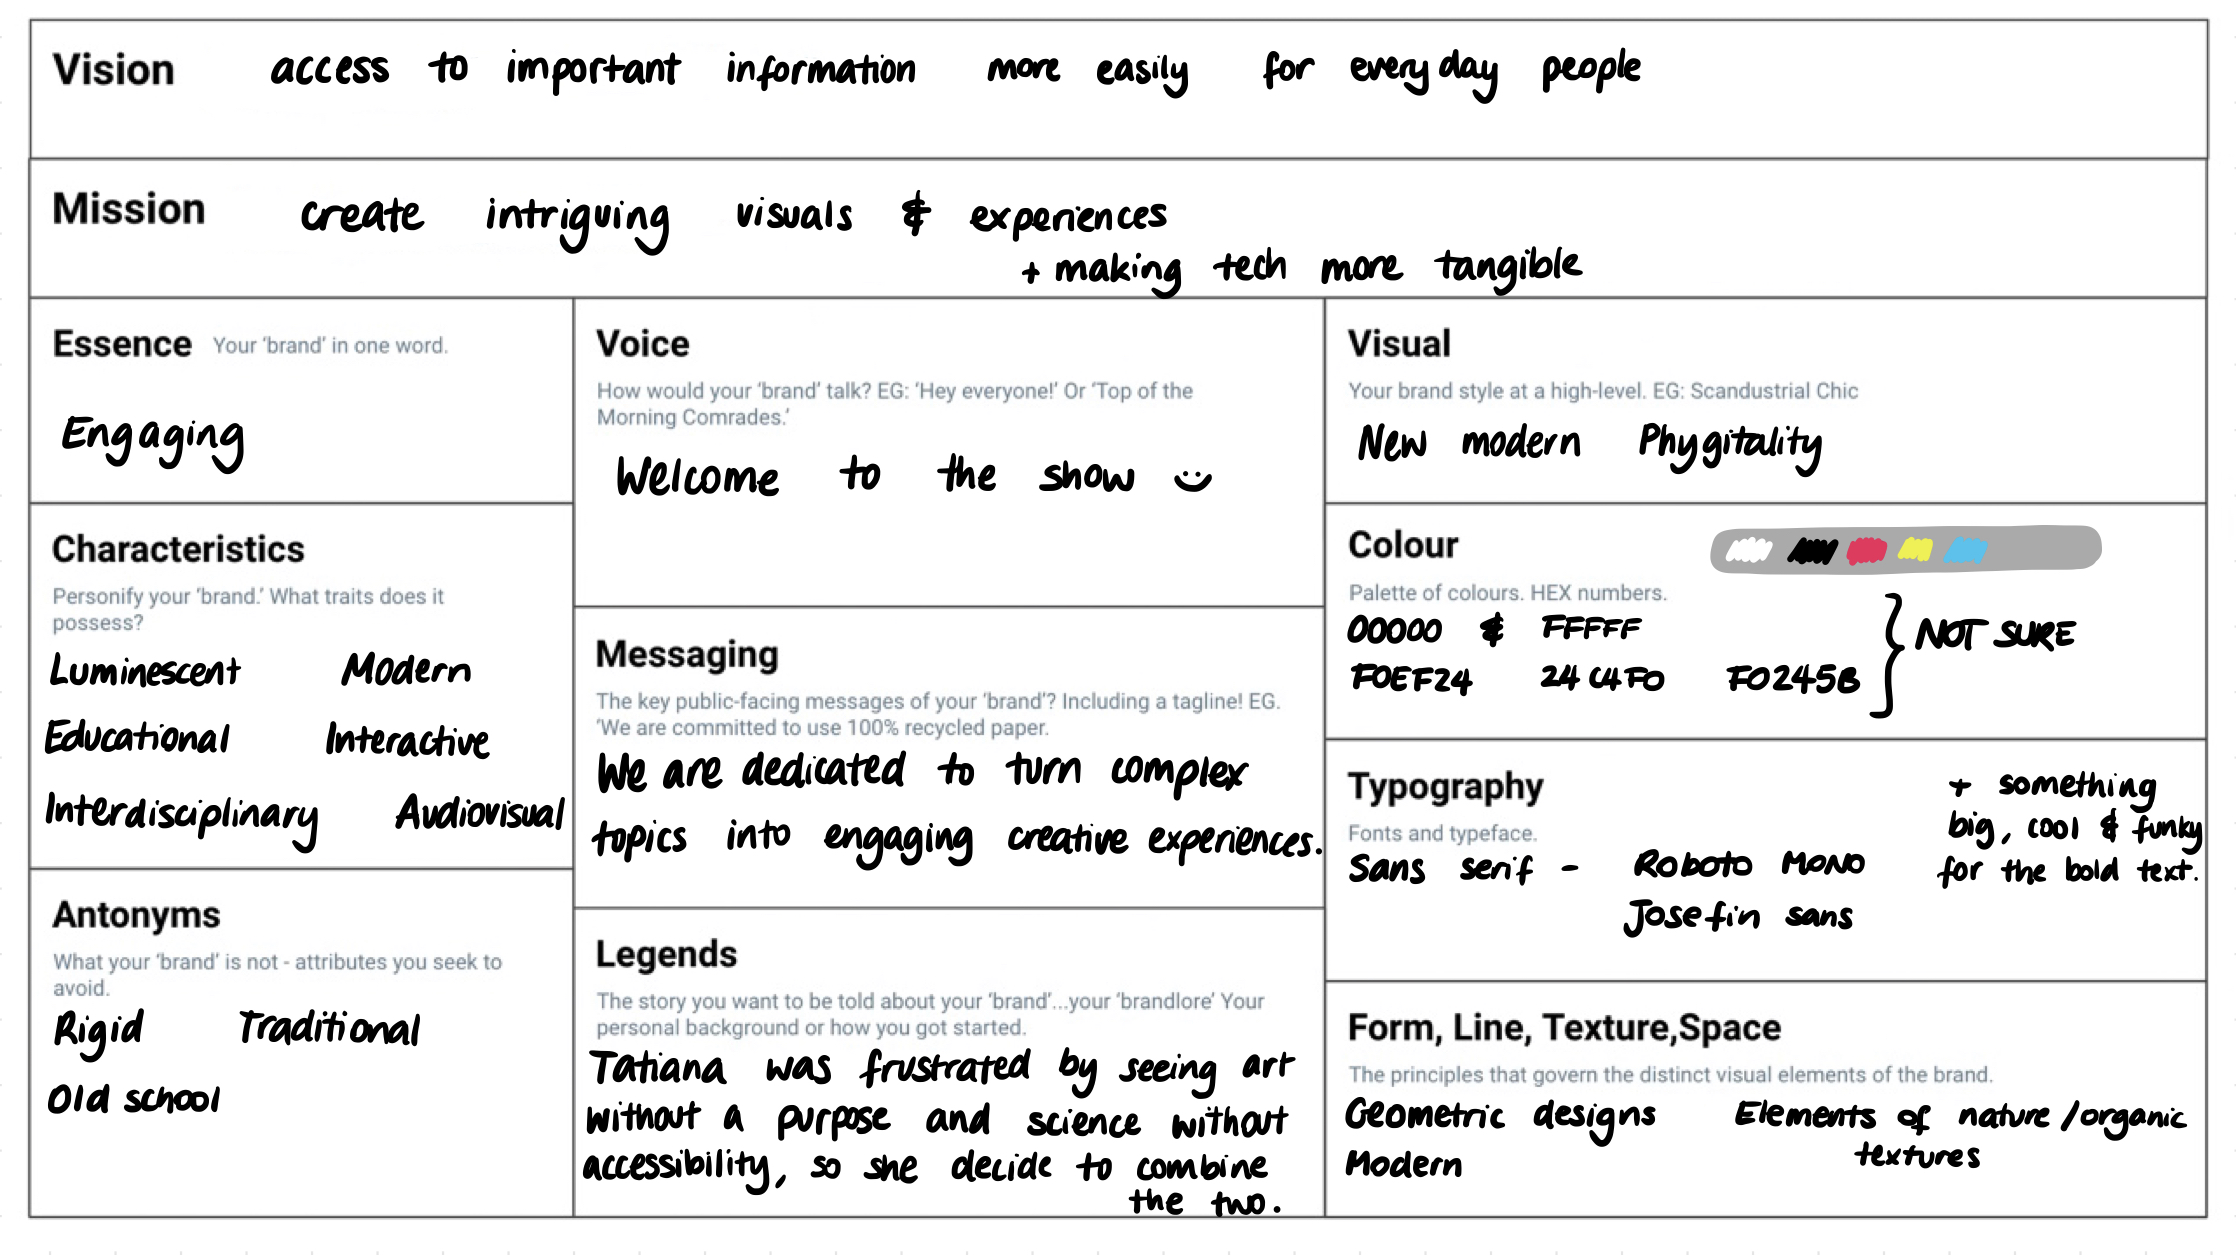 Vision access to important information more easily for everyday people
Mission create intriguing visuals & experiences
+ making tech more tangible
Essence Your 'brand' in one word.
Engaging
Characteristics
Personify your 'brand.' What traits does it
possess?
Luminescent Modern
Educational Interactive
Interdisciplinary Audiovisual
Antonyms
What your 'brand' is not - attributes you seek to
avoid.
Rigid Traditional
Old school
Voice
How would your 'brand' talk? EG: 'Hey everyone!' Or 'Top of the
Morning Comrades.'
Welcome to the show
Messaging
The key public-facing messages of your 'brand'? Including a tagline! EG.
'We are committed to use 100% recycled paper.
We are dedicated to turn complex
topics into engaging creative experiences.
Legends
The story you want to be told about your 'brand'...your 'brandlore' Your
personal background or how you got started.
Tatiana was frustrated by seeing art
without a purpose and science without
accessibility, so she decide to combine
the two.
Visual
Your brand style at a high-level. EG: Scandustrial Chic
New modern Phygitality
Colour
Palette of colours. HEX numbers.
00000 & FFFFF
F0EF24 24C4F0 F0245B } NOT SURE
Typography
Fonts and typeface.
Sans serif - Roboto MONO
Josefin sans
+ something
big, cool & funky
for the bold text.
Form, Line, Texture,Space
The principles that govern the distinct visual elements of the brand.
Geometric designs Elements of nature/organic
textures
Modern